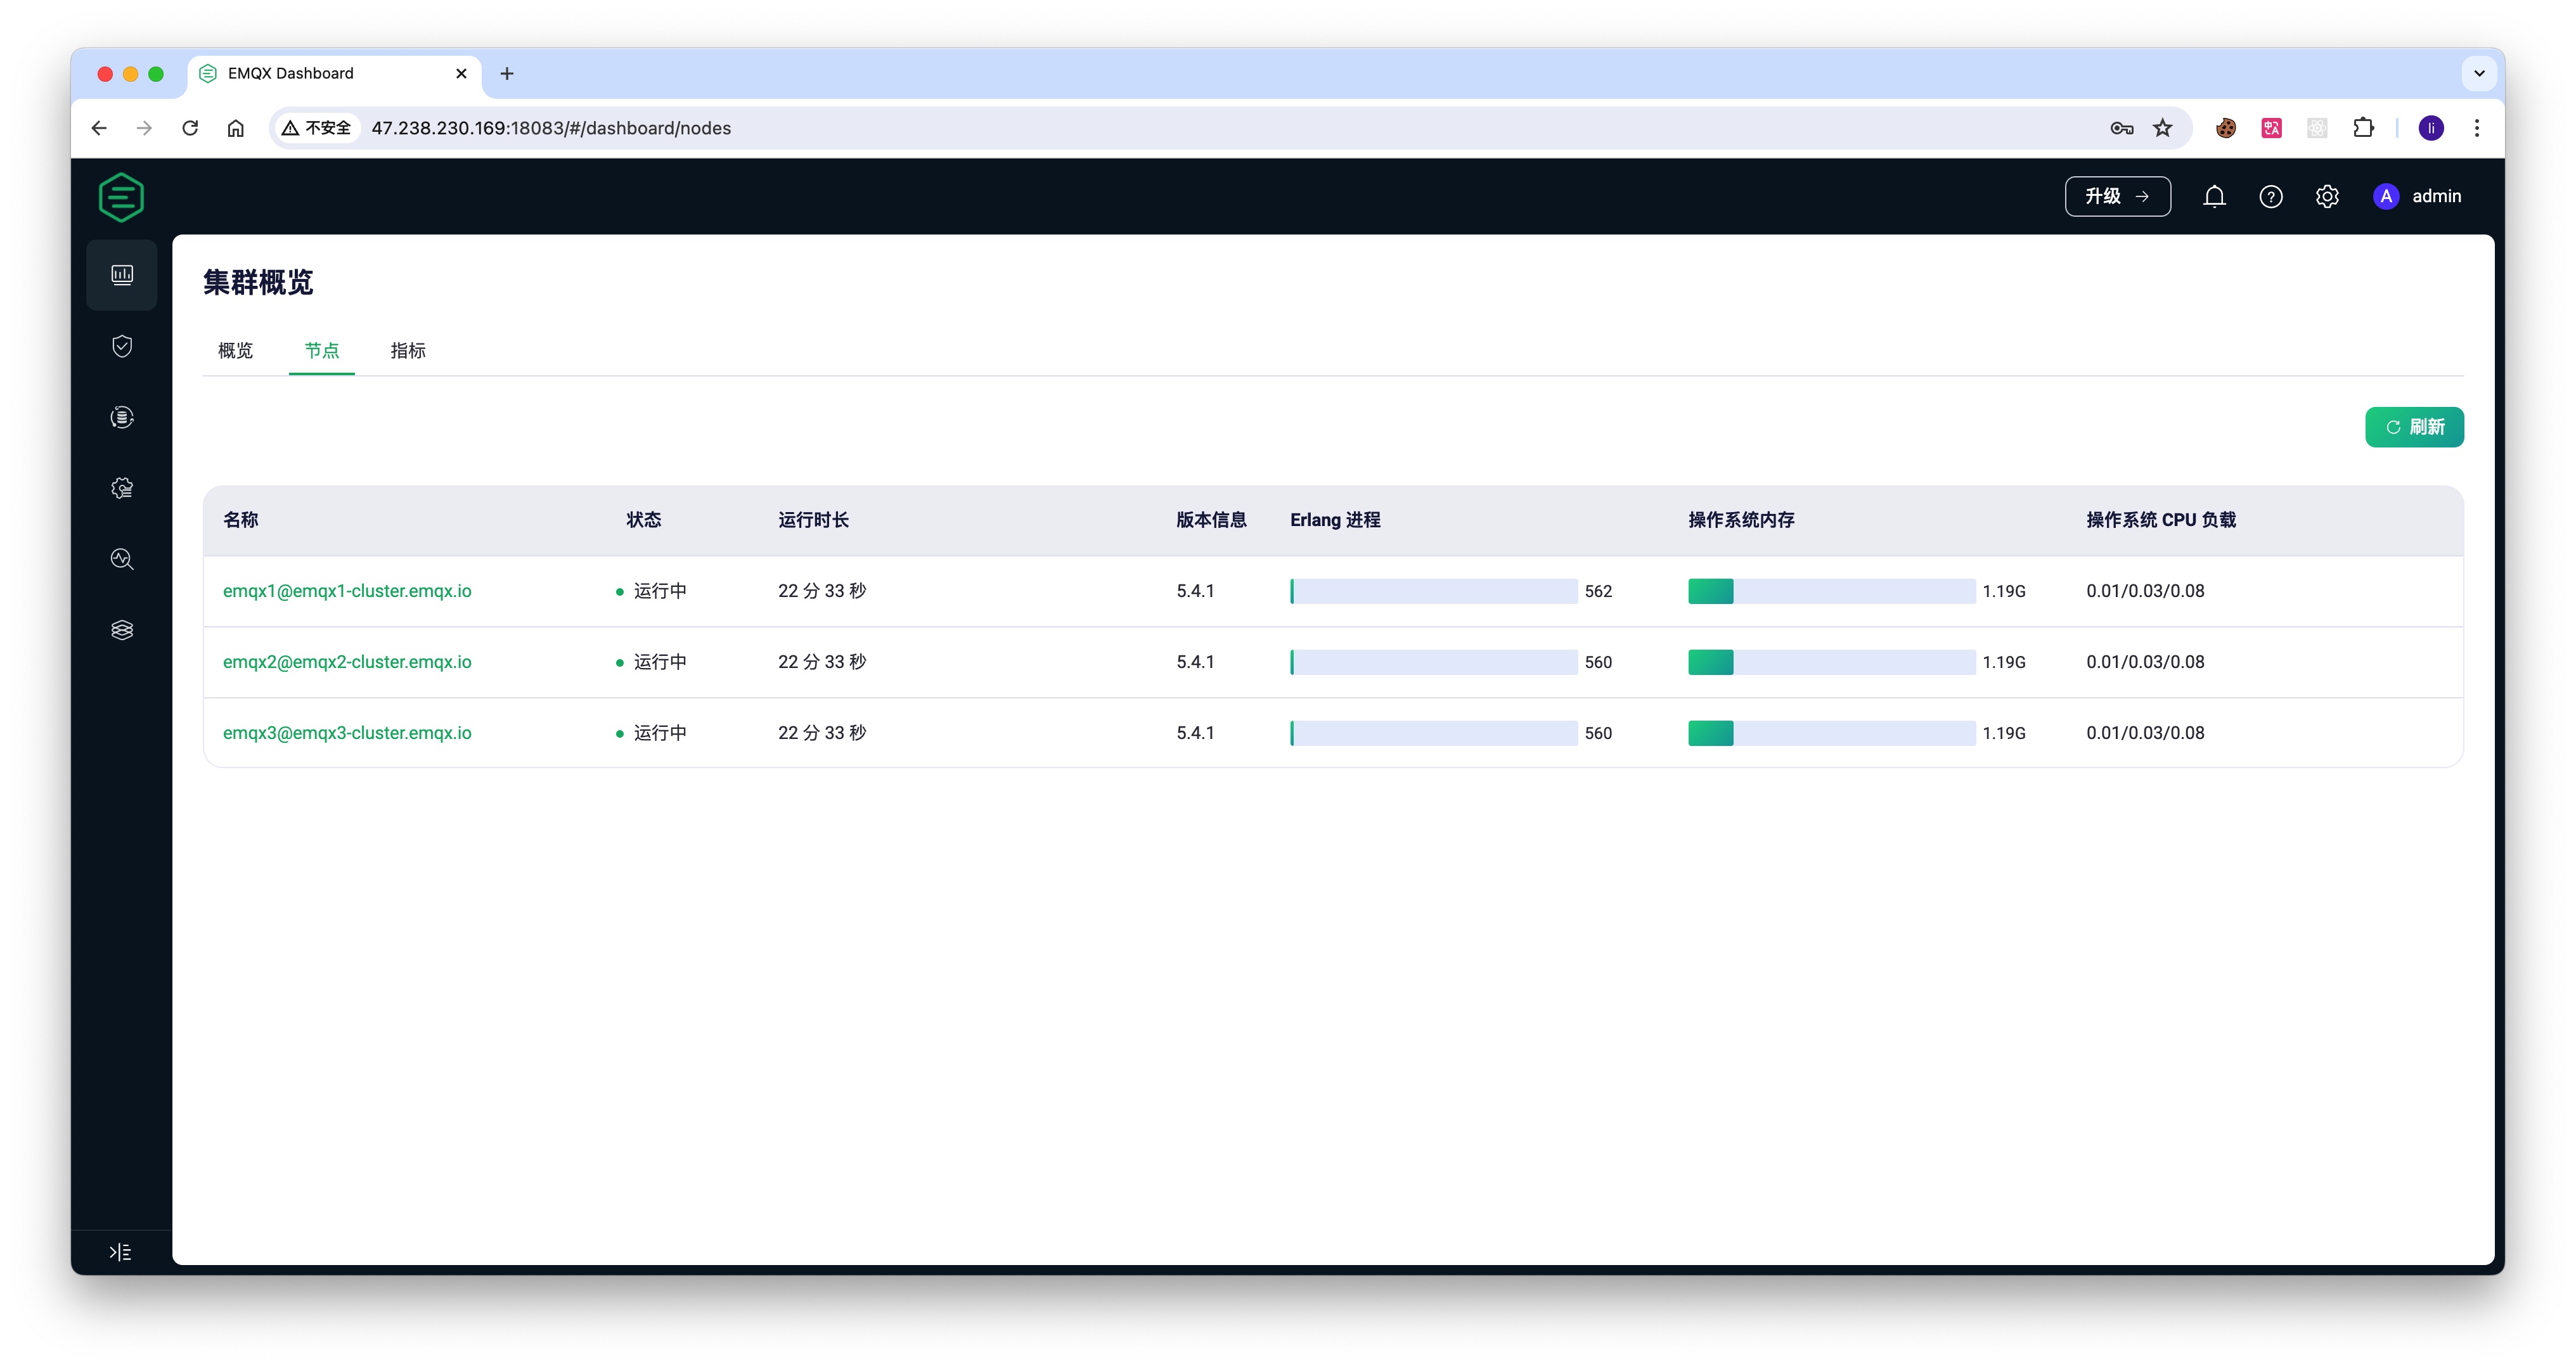 EMQX Dashboard
不安全 47.238.230.169:18083/#/dashboard/nodes
li
升级 → A admin
集群概览
概览 节点 指标
刷新
名称 状态 运行时长 版本信息 Erlang 进程 操作系统内存 操作系统 CPU 负载
emqx1@emqx1-cluster.emqx.io 运行中 22 分 33 秒 5.4.1 562 1.19G 0.01/0.03/0.08
emqx2@emqx2-cluster.emqx.io 运行中 22 分 33 秒 5.4.1 560 1.19G 0.01/0.03/0.08
emqx3@emqx3-cluster.emqx.io 运行中 22 分 33 秒 5.4.1 560 1.19G 0.01/0.03/0.08